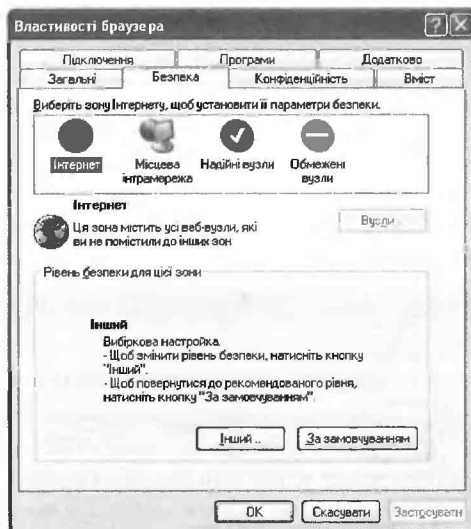 Властивості браузера
Підключення Програми Додатково
Загальні Безпека Конфіденційність Вміст
Виберіть зону Інтернету, щоб установити її параметри безпеки.
Інтернет Місцева інтрамережа Надійні вузли Обмежені вузли
Інтернет
Ця зона містить усі веб-вузли, які
ви не помістили до інших зон
Вузли...
Рівень безпеки для цієї зони
Інший
Вибіркова настройка.
- Щоб змінити рівень безпеки, натисніть кнопку
"Інший".
- Щоб повернутися до рекомендованого рівня,
натисніть кнопку "За замовчуванням".
Інший... За замовчуванням
OK Скасувати Застосувати